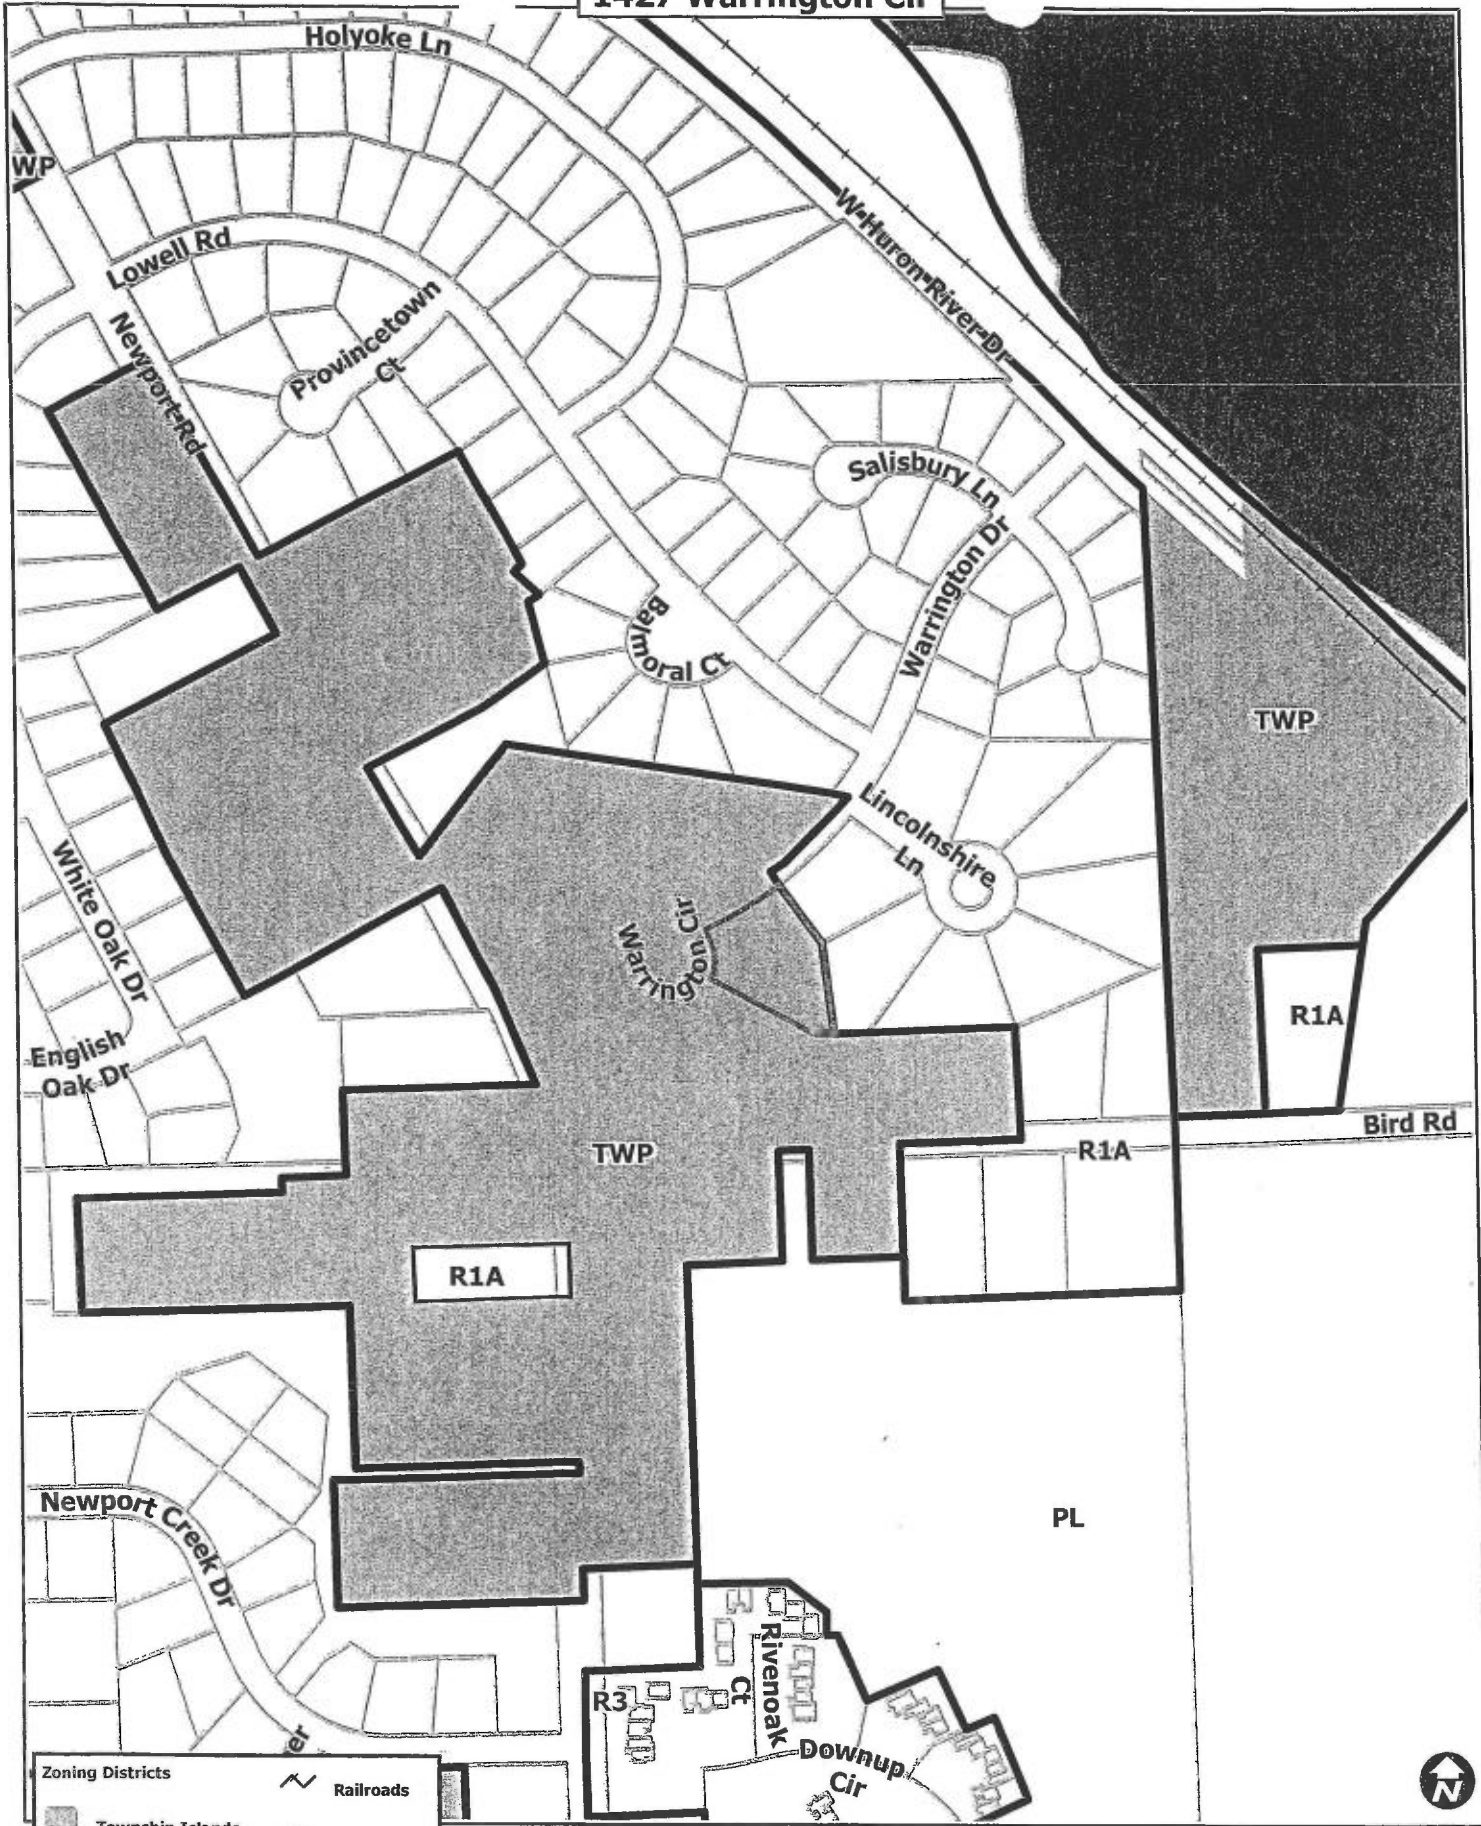 1427 Warrington Cir
Holyoke Ln
WP
Lowell Rd
W Huron River Dr
Provincetown
Ct
Newport Rd
Salisbury Ln
Warrington Dr
Balmoral Ct
TWP
Lincolnshire
Ln
White Oak Dr
Warrington Cir
R1A
English
Oak Dr
Bird Rd
TWP
R1A
R1A
Newport Creek Dr
PL
Rivenoak
Ct
R3
Downup
Cir
Zoning Districts
Railroads
Township Islands
N